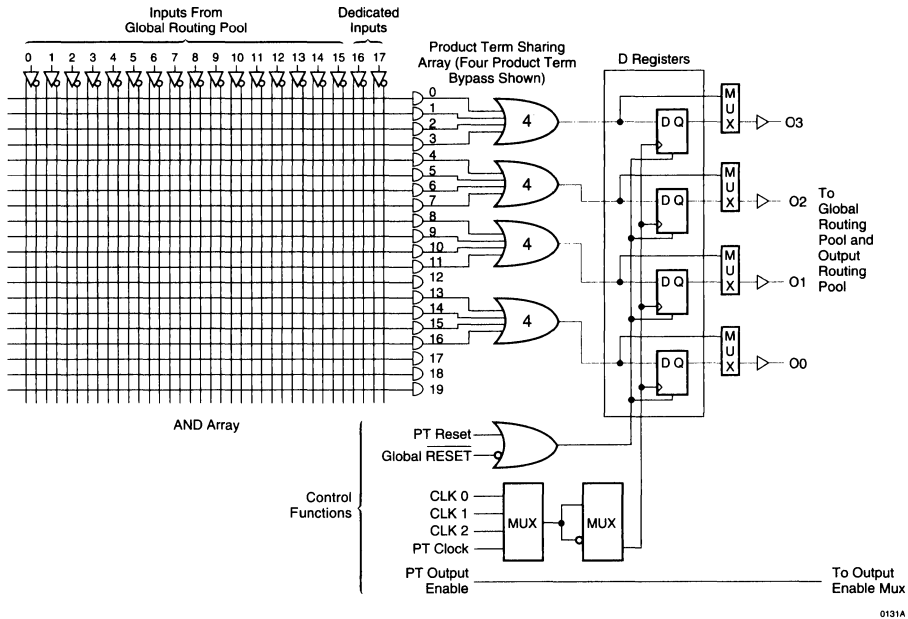 Inputs From
Global Routing Pool
Dedicated
Inputs
0 1 2 3 4 5 6 7 8 9 10 11 12 13 14 15 16 17
Product Term Sharing
Array (Four Product Term
Bypass Shown)
D Registers
0
1
2
3
4
5
6
7
8
9
10
11
12
13
14
15
16
17
18
19
4
4
4
4
D Q
D Q
D Q
D Q
MUX
MUX
MUX
MUX
O3
O2
O1
O0
To
Global
Routing
Pool and
Output
Routing
Pool
AND Array
Control
Functions
PT Reset
Global RESET
CLK 0
CLK 1
CLK 2
PT Clock
MUX
MUX
PT Output
Enable
To Output
Enable Mux
0131A